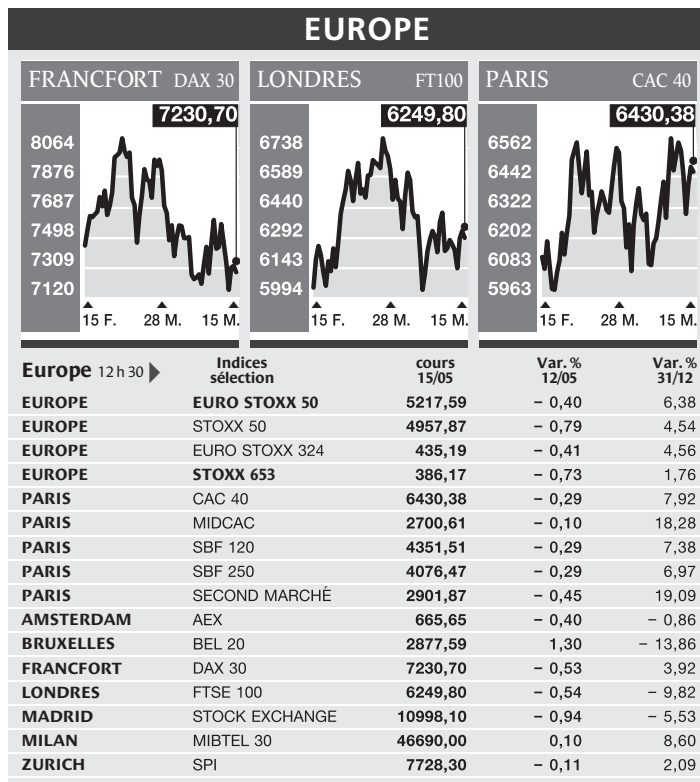 EUROPE
FRANCFORT DAX 30
7230,70
8064
7876
7687
7498
7309
7120
15 F. 28 M. 15 M.
LONDRES FT100
6249,80
6738
6589
6440
6292
6143
5994
15 F. 28 M. 15 M.
PARIS CAC 40
6430,38
6562
6442
6322
6202
6083
5963
15 F. 28 M. 15 M.
Europe 12 h 30 Indices sélection cours 15/05 Var. % 12/05 Var. % 31/12
EUROPE EURO STOXX 50 5217,59 – 0,40 6,38
EUROPE STOXX 50 4957,87 – 0,79 4,54
EUROPE EURO STOXX 324 435,19 – 0,41 4,56
EUROPE STOXX 653 386,17 – 0,73 1,76
PARIS CAC 40 6430,38 – 0,29 7,92
PARIS MIDCAC 2700,61 – 0,10 18,28
PARIS SBF 120 4351,51 – 0,29 7,38
PARIS SBF 250 4076,47 – 0,29 6,97
PARIS SECOND MARCHÉ 2901,87 – 0,45 19,09
AMSTERDAM AEX 665,65 – 0,40 – 0,86
BRUXELLES BEL 20 2877,59 1,30 – 13,86
FRANCFORT DAX 30 7230,70 – 0,53 3,92
LONDRES FTSE 100 6249,80 – 0,54 – 9,82
MADRID STOCK EXCHANGE 10998,10 – 0,94 – 5,53
MILAN MIBTEL 30 46690,00 0,10 8,60
ZURICH SPI 7728,30 – 0,11 2,09